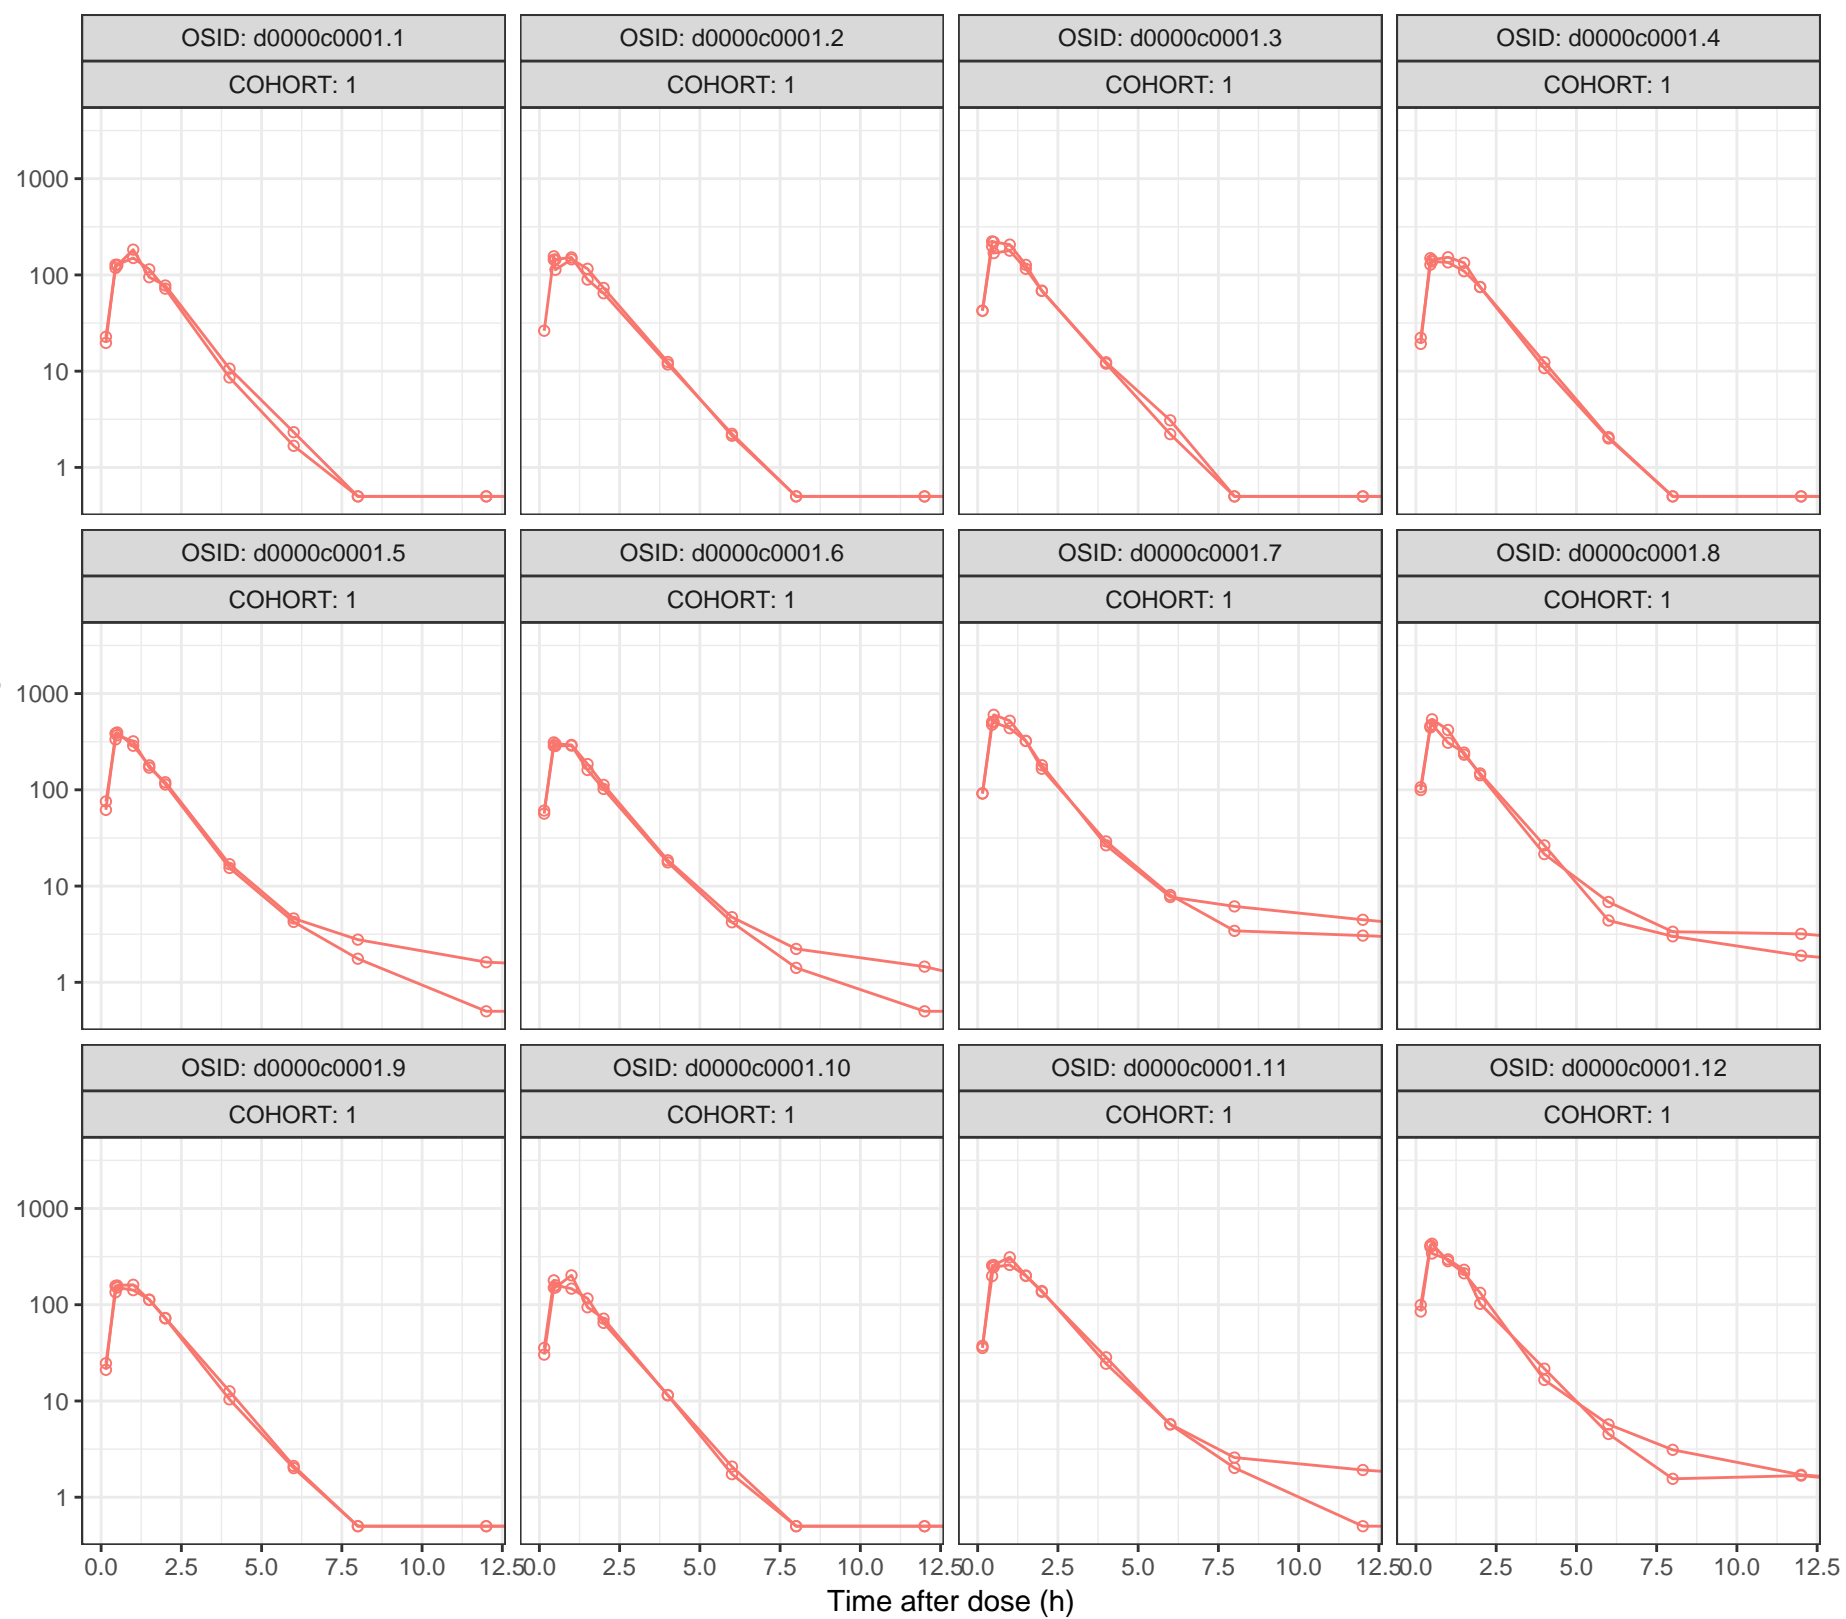 OSID: d0000c0001.1 OSID: d0000c0001.2 OSID: d0000c0001.3 OSID: d0000c0001.4
COHORT: 1 COHORT: 1 COHORT: 1 COHORT: 1
1000
100
10
1
OSID: d0000c0001.5 OSID: d0000c0001.6 OSID: d0000c0001.7 OSID: d0000c0001.8
COHORT: 1 COHORT: 1 COHORT: 1 COHORT: 1
1000
100
10
1
OSID: d0000c0001.9 OSID: d0000c0001.10 OSID: d0000c0001.11 OSID: d0000c0001.12
COHORT: 1 COHORT: 1 COHORT: 1 COHORT: 1
1000
100
10
1
0.0 2.5 5.0 7.5 10.0 12.5 0.0 2.5 5.0 7.5 10.0 12.5 0.0 2.5 5.0 7.5 10.0 12.5 0.0 2.5 5.0 7.5 10.0 12.5
Time after dose (h)